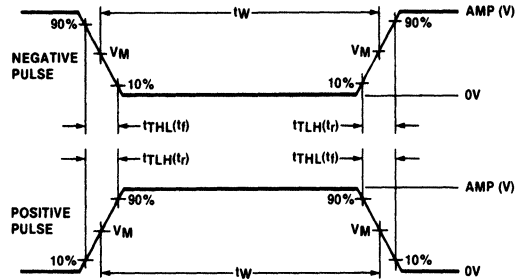 tW
AMP (V)
90%
90%
NEGATIVE
PULSE
VM
VM
10%
10%
0V
tTHL(tf)
tTLH(tr)
tTLH(tr)
tTHL(tf)
AMP (V)
90%
90%
POSITIVE
PULSE
VM
VM
10%
10%
0V
tW